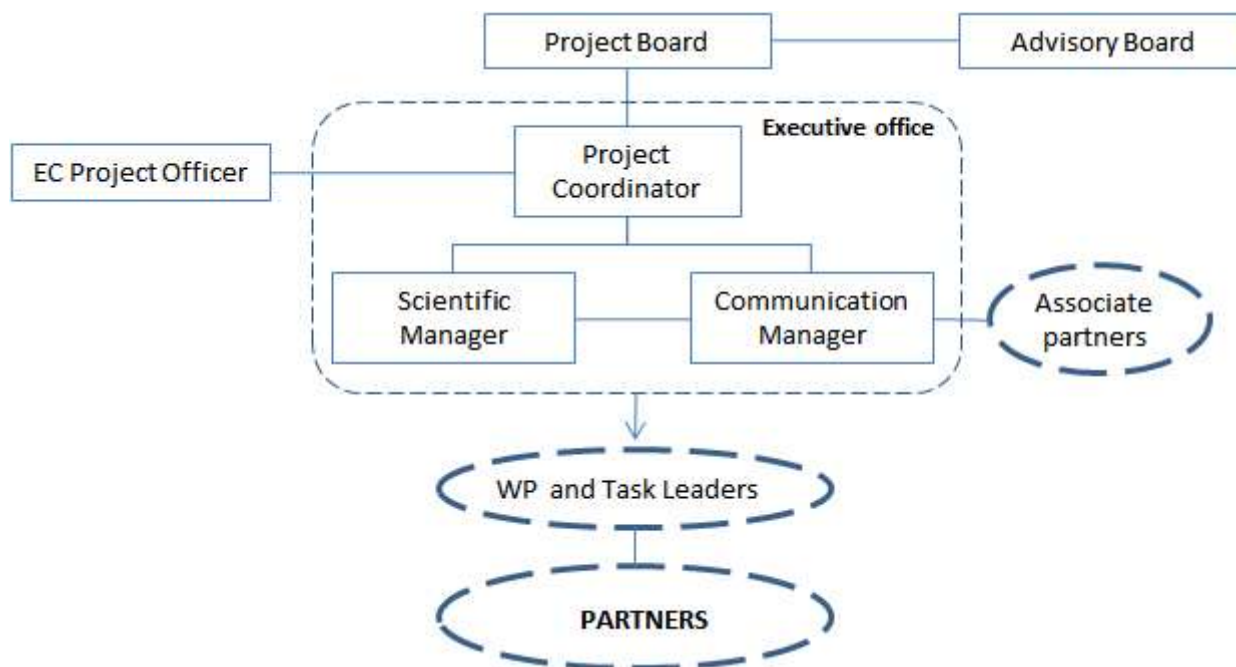 Project Board
Advisory Board
Executive office
EC Project Officer
Project
Coordinator
Scientific
Manager
Communication
Manager
Associate
partners
WP and Task Leaders
PARTNERS